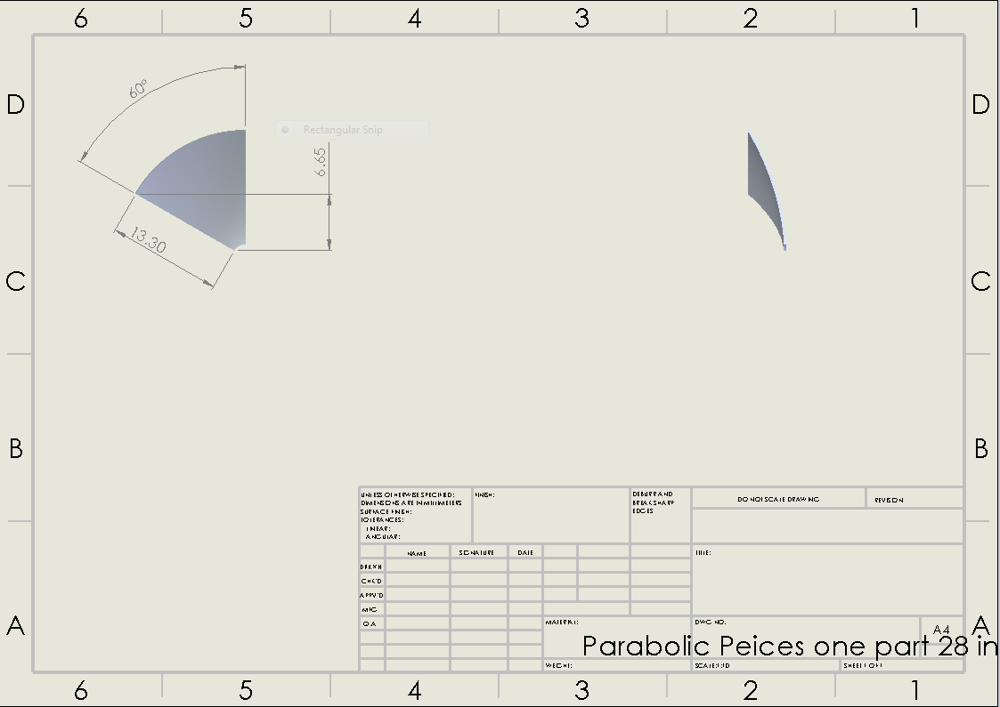 6 5 4 3 2 1
D D
60°
Rectangular Snip
6.65
13.30
C C
B B
UNLESS OTHERWISE SPECIFIED:
DIMENSIONS ARE IN MILLIMETERS
SURFACE FINISH:
TOLERANCES:
LINEAR:
ANGULAR:
FINISH:
DEBURR AND
BREAK SHARP
EDGES
DO NOT SCALE DRAWING
REVISION
NAME SIGNATURE DATE
TITLE:
DRAWN
CHK'D
APPV'D
MFG
Q.A
MATERIAL:
DWG NO.
A4
A A
Parabolic Peices one part 28 in
WEIGHT:
SCALE:1:10
SHEET 1 OF 1
6 5 4 3 2 1